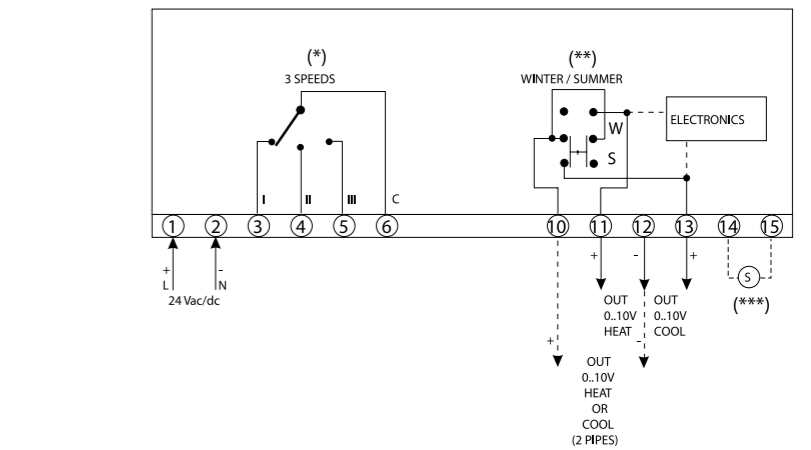 (*)
3 SPEEDS
(**)
WINTER / SUMMER
ELECTRONICS
W
S
I
II
III
C
1
2
3
4
5
6
10
11
12
13
14
15
+
-
L
N
24 Vac/dc
+
-
+
S
(***)
OUT
0..10V
HEAT
OUT
0..10V
COOL
+
-
OUT
0..10V
HEAT
OR
COOL
(2 PIPES)